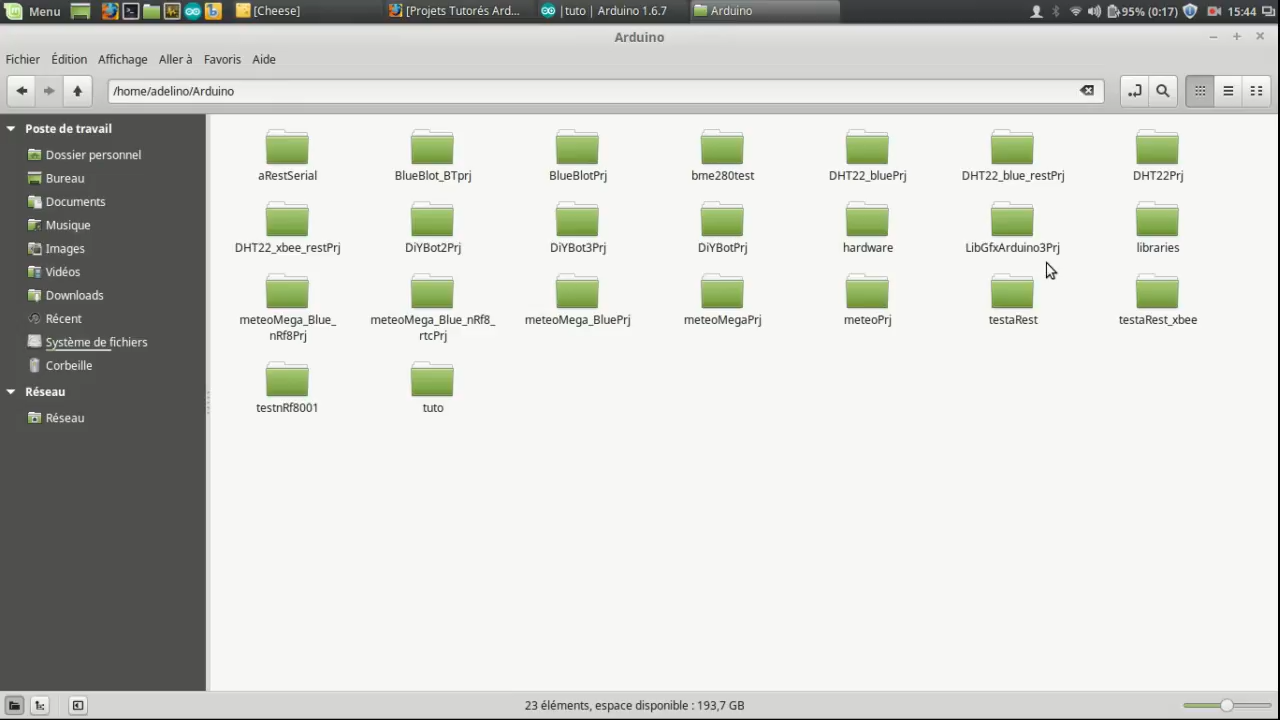 Menu [Cheese] [Projets Tutorés Ard... |tuto | Arduino 1.6.7 Arduino 95% (0:17) 15:44
Arduino
Fichier Édition Affichage Aller à Favoris Aide
/home/adelino/Arduino
Poste de travail
Dossier personnel
Bureau
Documents
Musique
Images
Vidéos
Downloads
Récent
Système de fichiers
Corbeille
Réseau
Réseau
aRestSerial BlueBlot_BTprj BlueBlotPrj bme280test DHT22_bluePrj DHT22_blue_restPrj DHT22Prj
DHT22_xbee_restPrj DiYBot2Prj DiYBot3Prj DiYBotPrj hardware LibGfxArduino3Prj libraries
meteoMega_Blue_ meteoMega_Blue_nRf8_ meteoMega_BluePrj meteoMegaPrj meteoPrj testaRest testaRest_xbee
nRf8Prj rtcPrj
testnRf8001 tuto
23 éléments, espace disponible : 193,7 GB